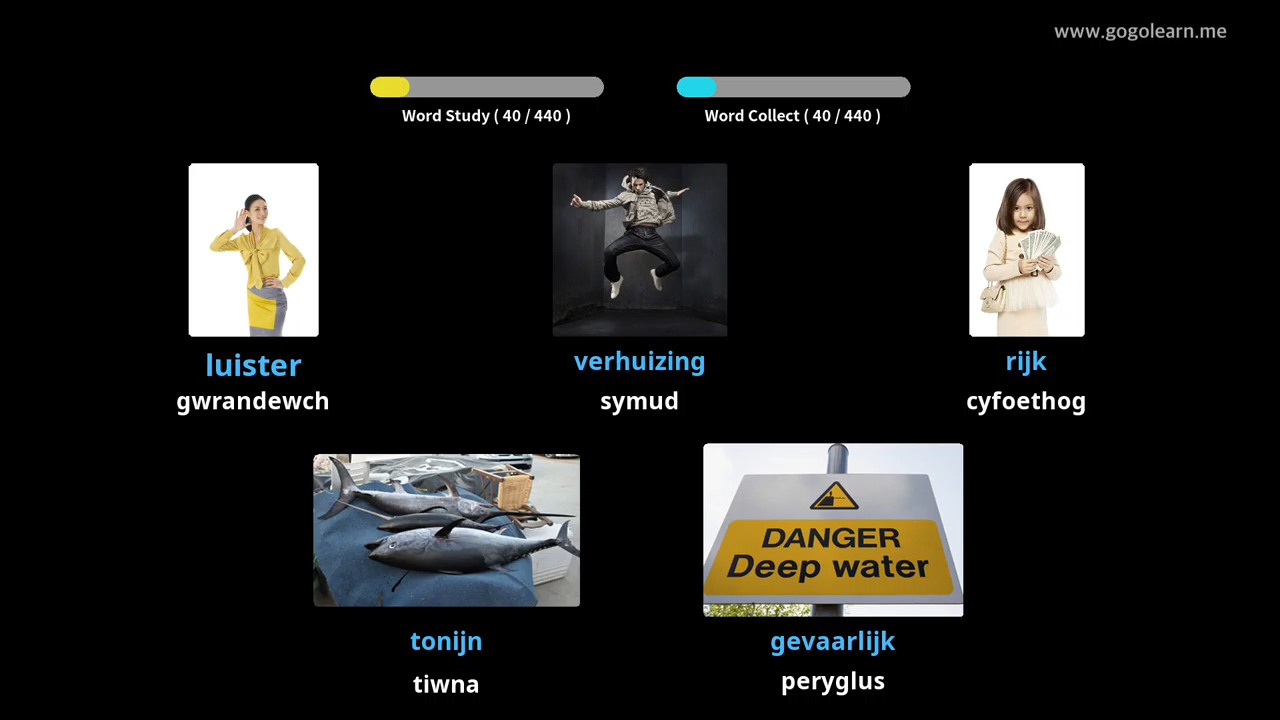 www.gogolearn.me
Word Study ( 40 / 440 )
Word Collect ( 40 / 440 )
luister
gwrandewch
verhuizing
symud
rijk
cyfoethog
DANGER
Deep water
tonijn
tiwna
gevaarlijk
peryglus